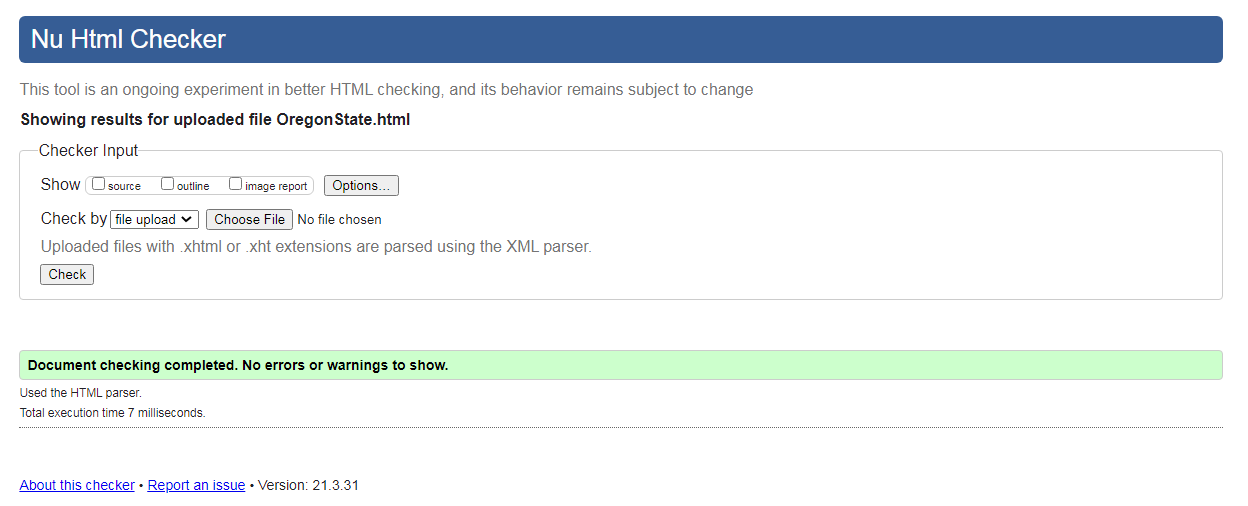 Nu Html Checker
This tool is an ongoing experiment in better HTML checking, and its behavior remains subject to change
Showing results for uploaded file OregonState.html
Checker Input
Show source outline image report Options...
Check by file upload Choose File No file chosen
Uploaded files with .xhtml or .xht extensions are parsed using the XML parser.
Check
Document checking completed. No errors or warnings to show.
Used the HTML parser.
Total execution time 7 milliseconds.
About this checker • Report an issue • Version: 21.3.31